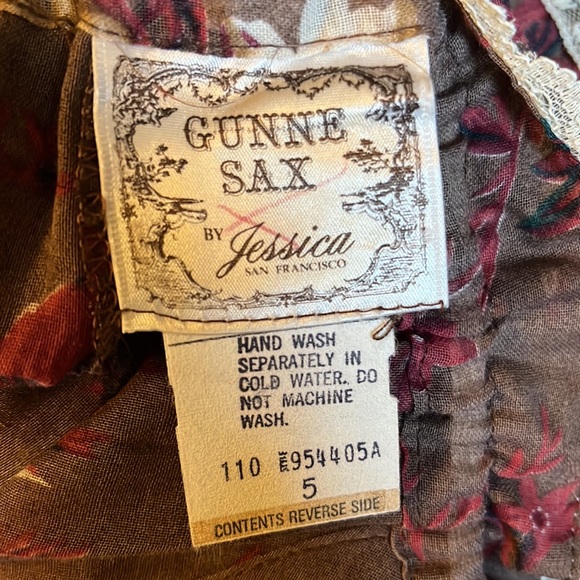 GUNNE
SAX
BY Jessica
SAN FRANCISCO
HAND WASH
SEPARATELY IN
COLD WATER. DO
NOT MACHINE
WASH.
110 954405A
5
CONTENTS REVERSE SIDE